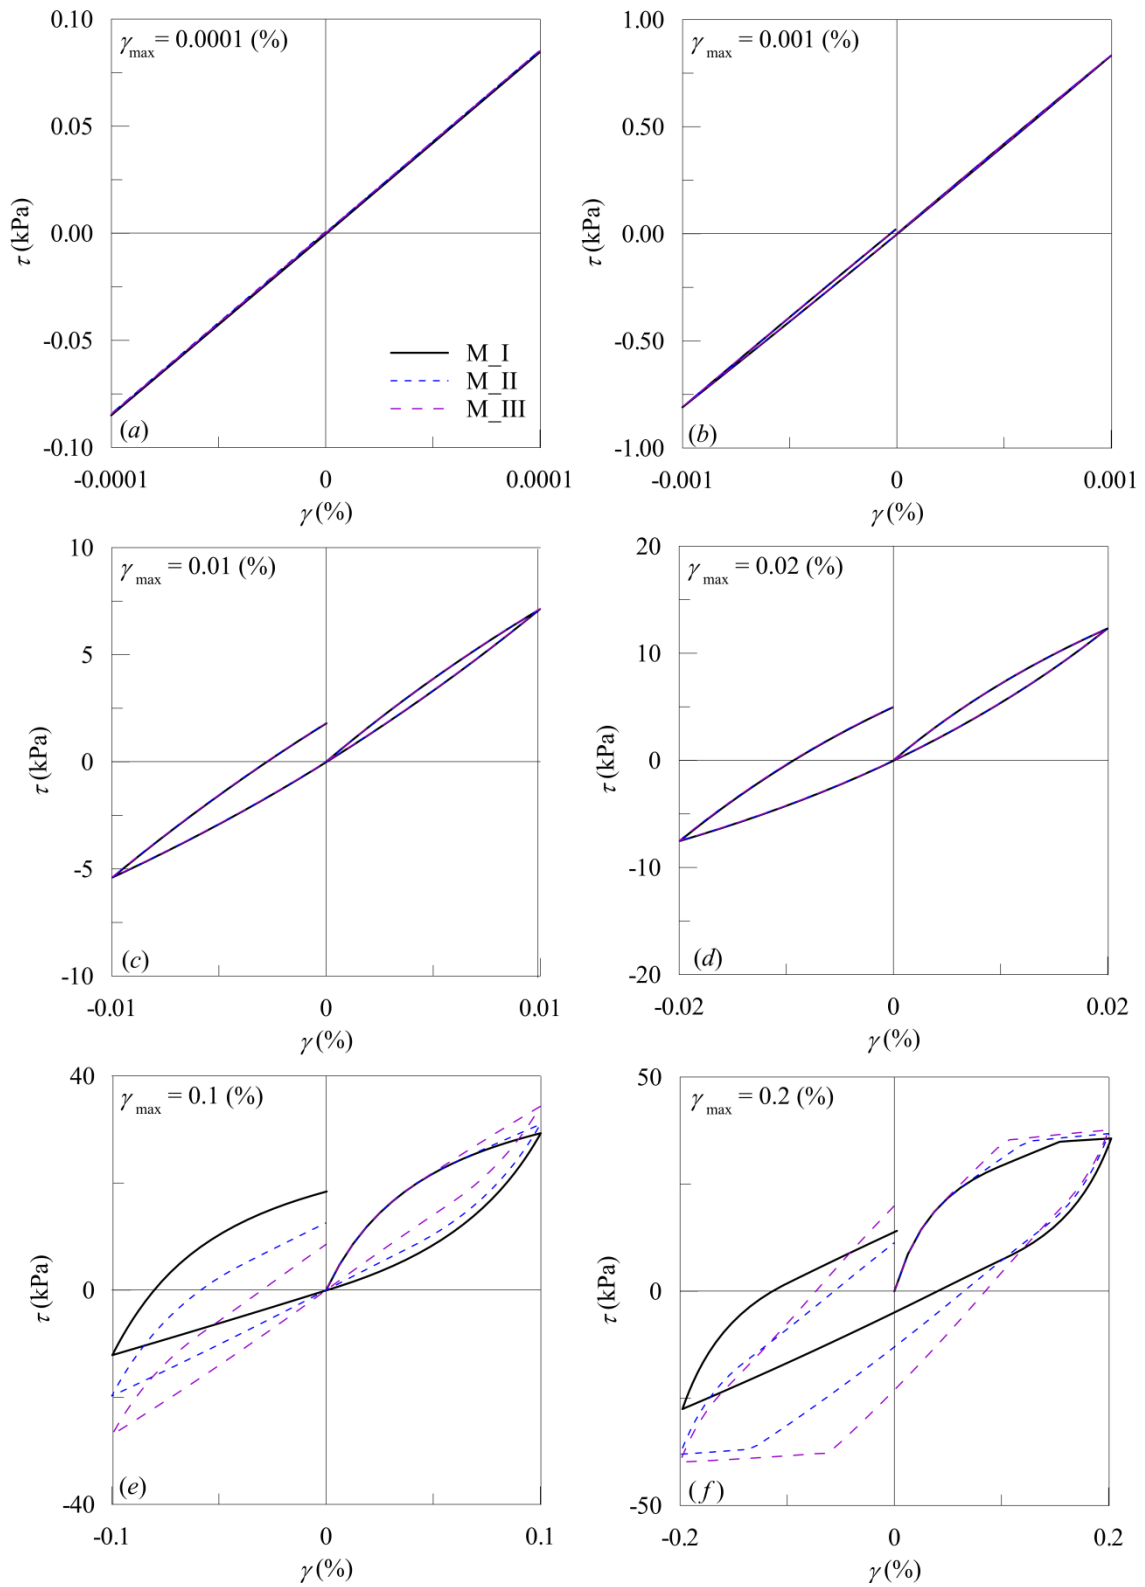 γmax = 0.0001 (%)
0.10
0.05
0.00
-0.05
-0.10
τ (kPa)
M_I
M_II
M_III
(a)
-0.0001
0
0.0001
γ (%)
γmax = 0.001 (%)
1.00
0.50
0.00
-0.50
-1.00
τ (kPa)
(b)
-0.001
0
0.001
γ (%)
γmax = 0.01 (%)
10
5
0
-5
-10
τ (kPa)
(c)
-0.01
0
0.01
γ (%)
γmax = 0.02 (%)
20
10
0
-10
-20
τ (kPa)
(d)
-0.02
0
0.02
γ (%)
γmax = 0.1 (%)
40
0
-40
τ (kPa)
(e)
-0.1
0
0.1
γ (%)
γmax = 0.2 (%)
50
0
-50
τ (kPa)
(f)
-0.2
0
0.2
γ (%)